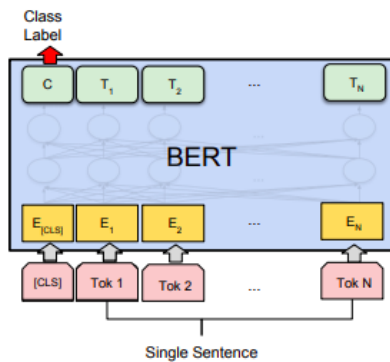 Class
Label
C T1 T2 ... TN
...
BERT
...
E[CLS] E1 E2 ... EN
[CLS] Tok 1 Tok 2 ... Tok N
Single Sentence